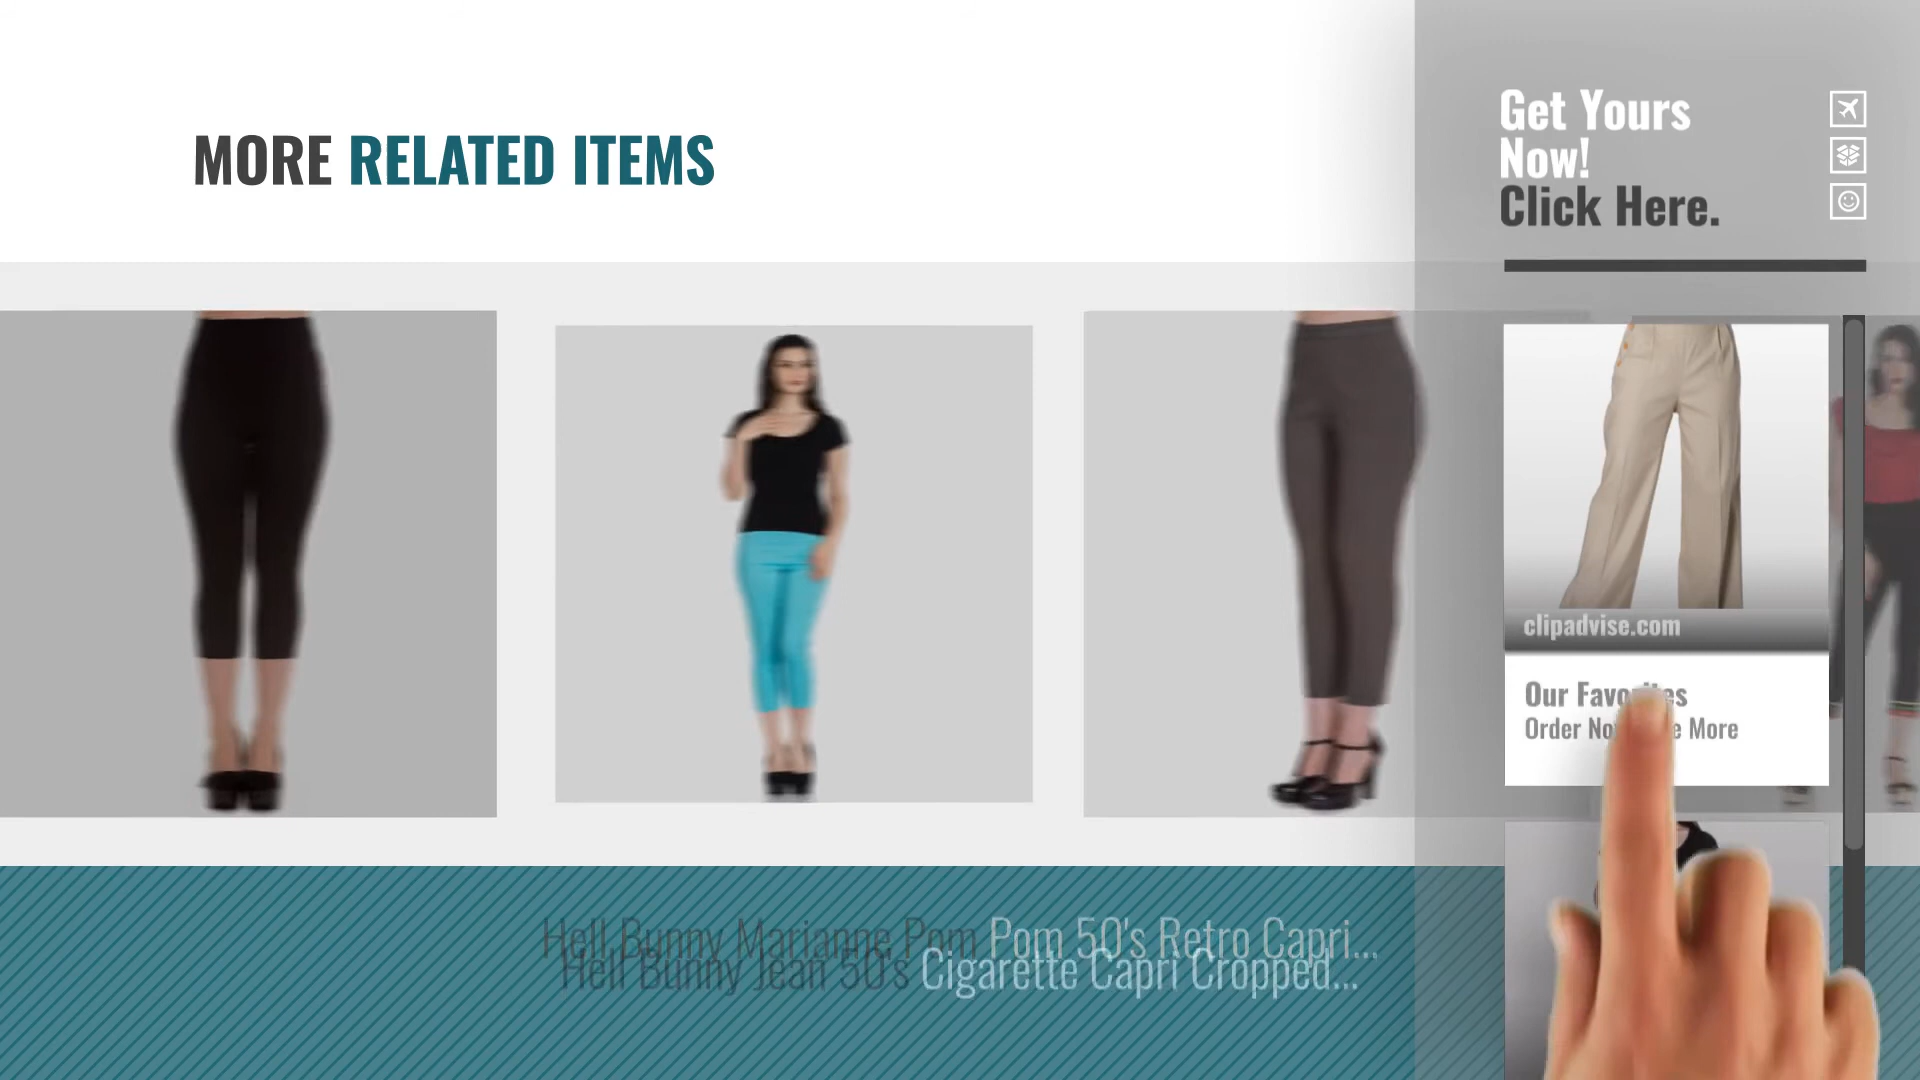 MORE RELATED ITEMS
Get Yours
Now!
Click Here.
clipadvise.com
Our Favorites
Order No e More
Hell Bunny Marianne Pom Pom 50's Retro Capri...
Hell Bunny Jean 50's Cigarette Capri Cropped...